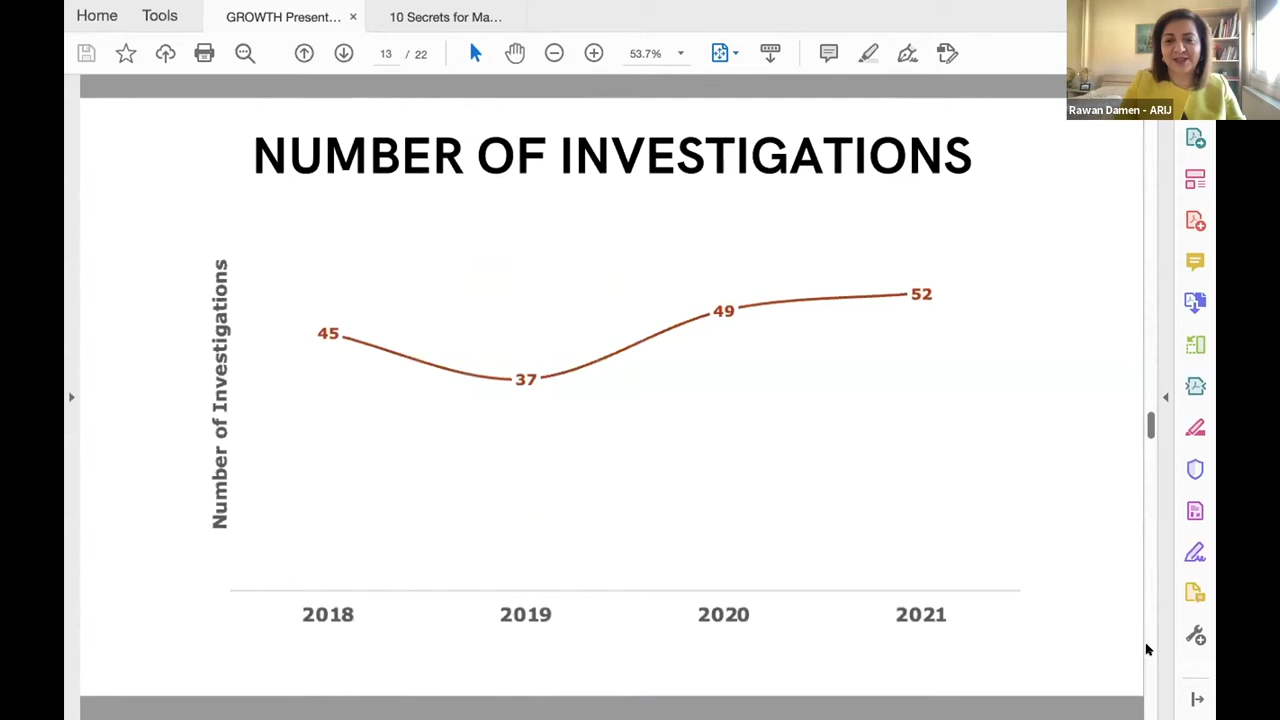 Home Tools GROWTH Present... × 10 Secrets for Ma...
13 / 22 53.7%
Rawan Damen - ARIJ
NUMBER OF INVESTIGATIONS
Number of Investigations
45
37
49
52
2018 2019 2020 2021